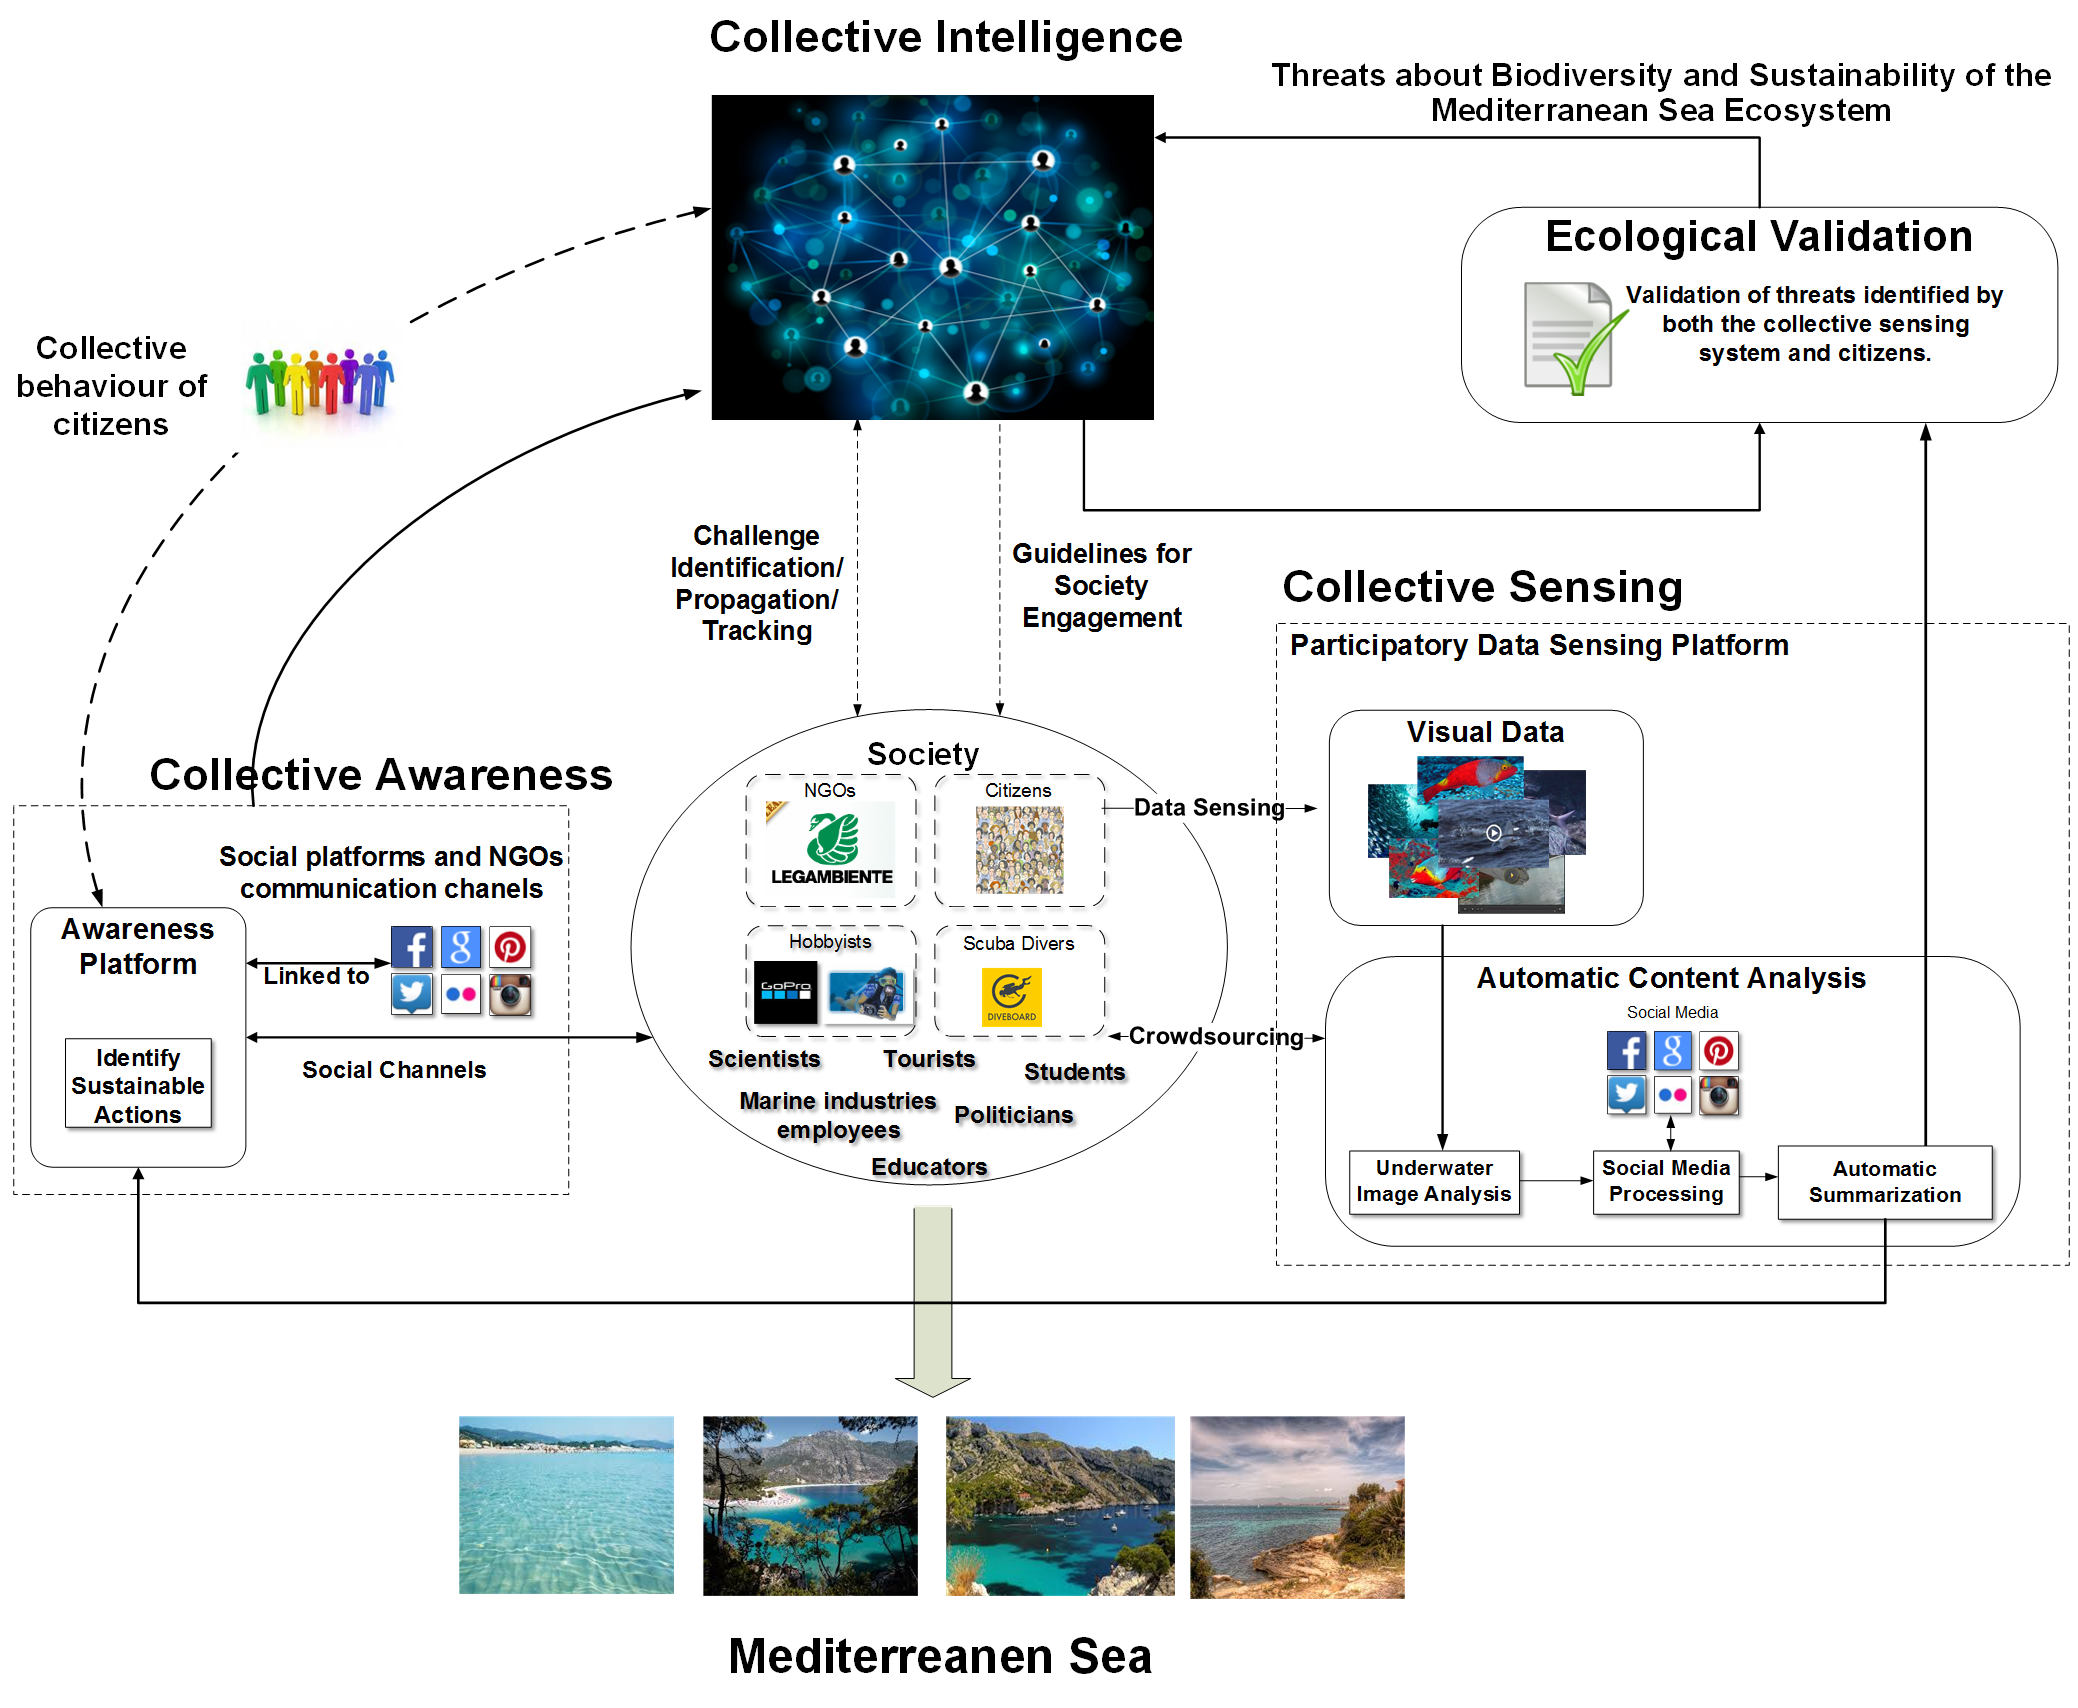 Collective Intelligence
Threats about Biodiversity and Sustainability of the
Mediterranean Sea Ecosystem
Ecological Validation
Validation of threats identified by
both the collective sensing
system and citizens.
Collective
behaviour of
citizens
Challenge
Identification/
Propagation/
Tracking
Guidelines for
Society
Engagement
Collective Sensing
Participatory Data Sensing Platform
Visual Data
Data Sensing
Society
NGOs
LEGAMBIENTE
Citizens
Hobbyists
GoPro
Scuba Divers
DIVEBOARD
Scientists
Tourists
Students
Marine industries
employees
Politicians
Educators
Collective Awareness
Social platforms and NGOs
communication chanels
Awareness
Platform
Linked to
Identify
Sustainable
Actions
Social Channels
Crowdsourcing
Automatic Content Analysis
Social Media
Underwater
Image Analysis
Social Media
Processing
Automatic
Summarization
Mediterreanen Sea